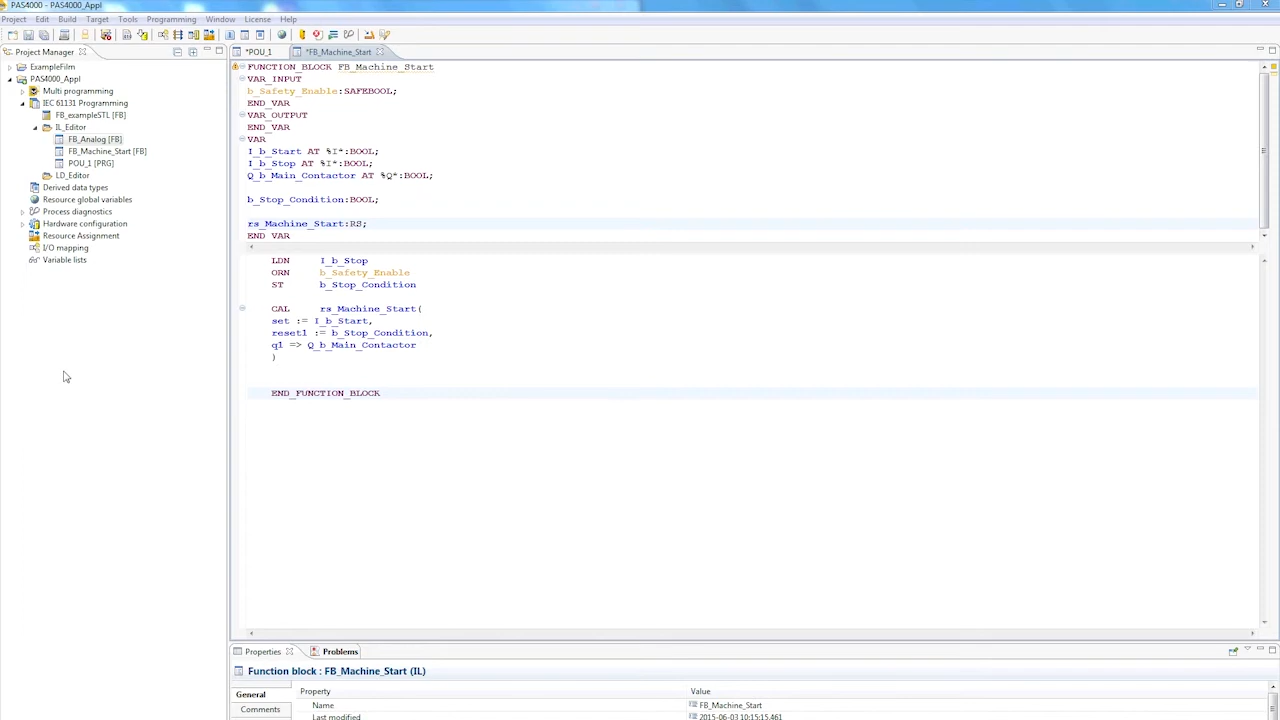 PAS4000 - PAS4000_Appl
Project Edit Build Target Tools Programming Window License Help
Project Manager
ExampleFilm
PAS4000_Appl
Multi programming
IEC 61131 Programming
FB_exampleSTL [FB]
IL_Editor
FB_Analog [FB]
FB_Machine_Start [FB]
POU_1 [PRG]
LD_Editor
Derived data types
Resource global variables
Process diagnostics
Hardware configuration
Resource Assignment
I/O mapping
Variable lists
*POU_1
*FB_Machine_Start
FUNCTION_BLOCK FB_Machine_Start
VAR_INPUT
b_Safety_Enable:SAFEBOOL;
END_VAR
VAR_OUTPUT
END_VAR
VAR
I_b_Start AT %I*:BOOL;
I_b_Stop AT %I*:BOOL;
Q_b_Main_Contactor AT %Q*:BOOL;
b_Stop_Condition:BOOL;
rs_Machine_Start:RS;
END_VAR
LDN I_b_Stop
ORN b_Safety_Enable
ST b_Stop_Condition
CAL rs_Machine_Start(
set := I_b_Start,
reset1 := b_Stop_Condition,
q1 => Q_b_Main_Contactor
)
END_FUNCTION_BLOCK
Properties
Problems
Function block : FB_Machine_Start (IL)
General
Comments
Property Value
Name FB_Machine_Start
Last modified 2015-06-03 10:15:15.461